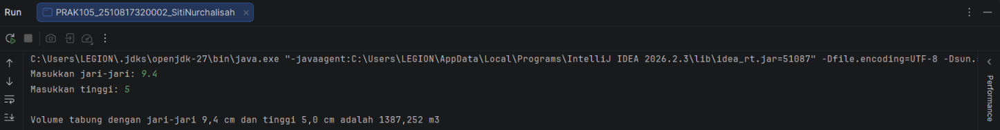 Run PRAK105_2510817320002_SitiNurchalisah
C:\Users\LEGION\.jdks\openjdk-27\bin\java.exe "-javaagent:C:\Users\LEGION\AppData\Local\Programs\IntelliJ IDEA 2026.2.3\lib\idea_rt.jar=51087" -Dfile.encoding=UTF-8 -Dsun.
Masukkan jari-jari: 9.4
Masukkan tinggi: 5
Volume tabung dengan jari-jari 9,4 cm dan tinggi 5,0 cm adalah 1387,252 m3
Performance